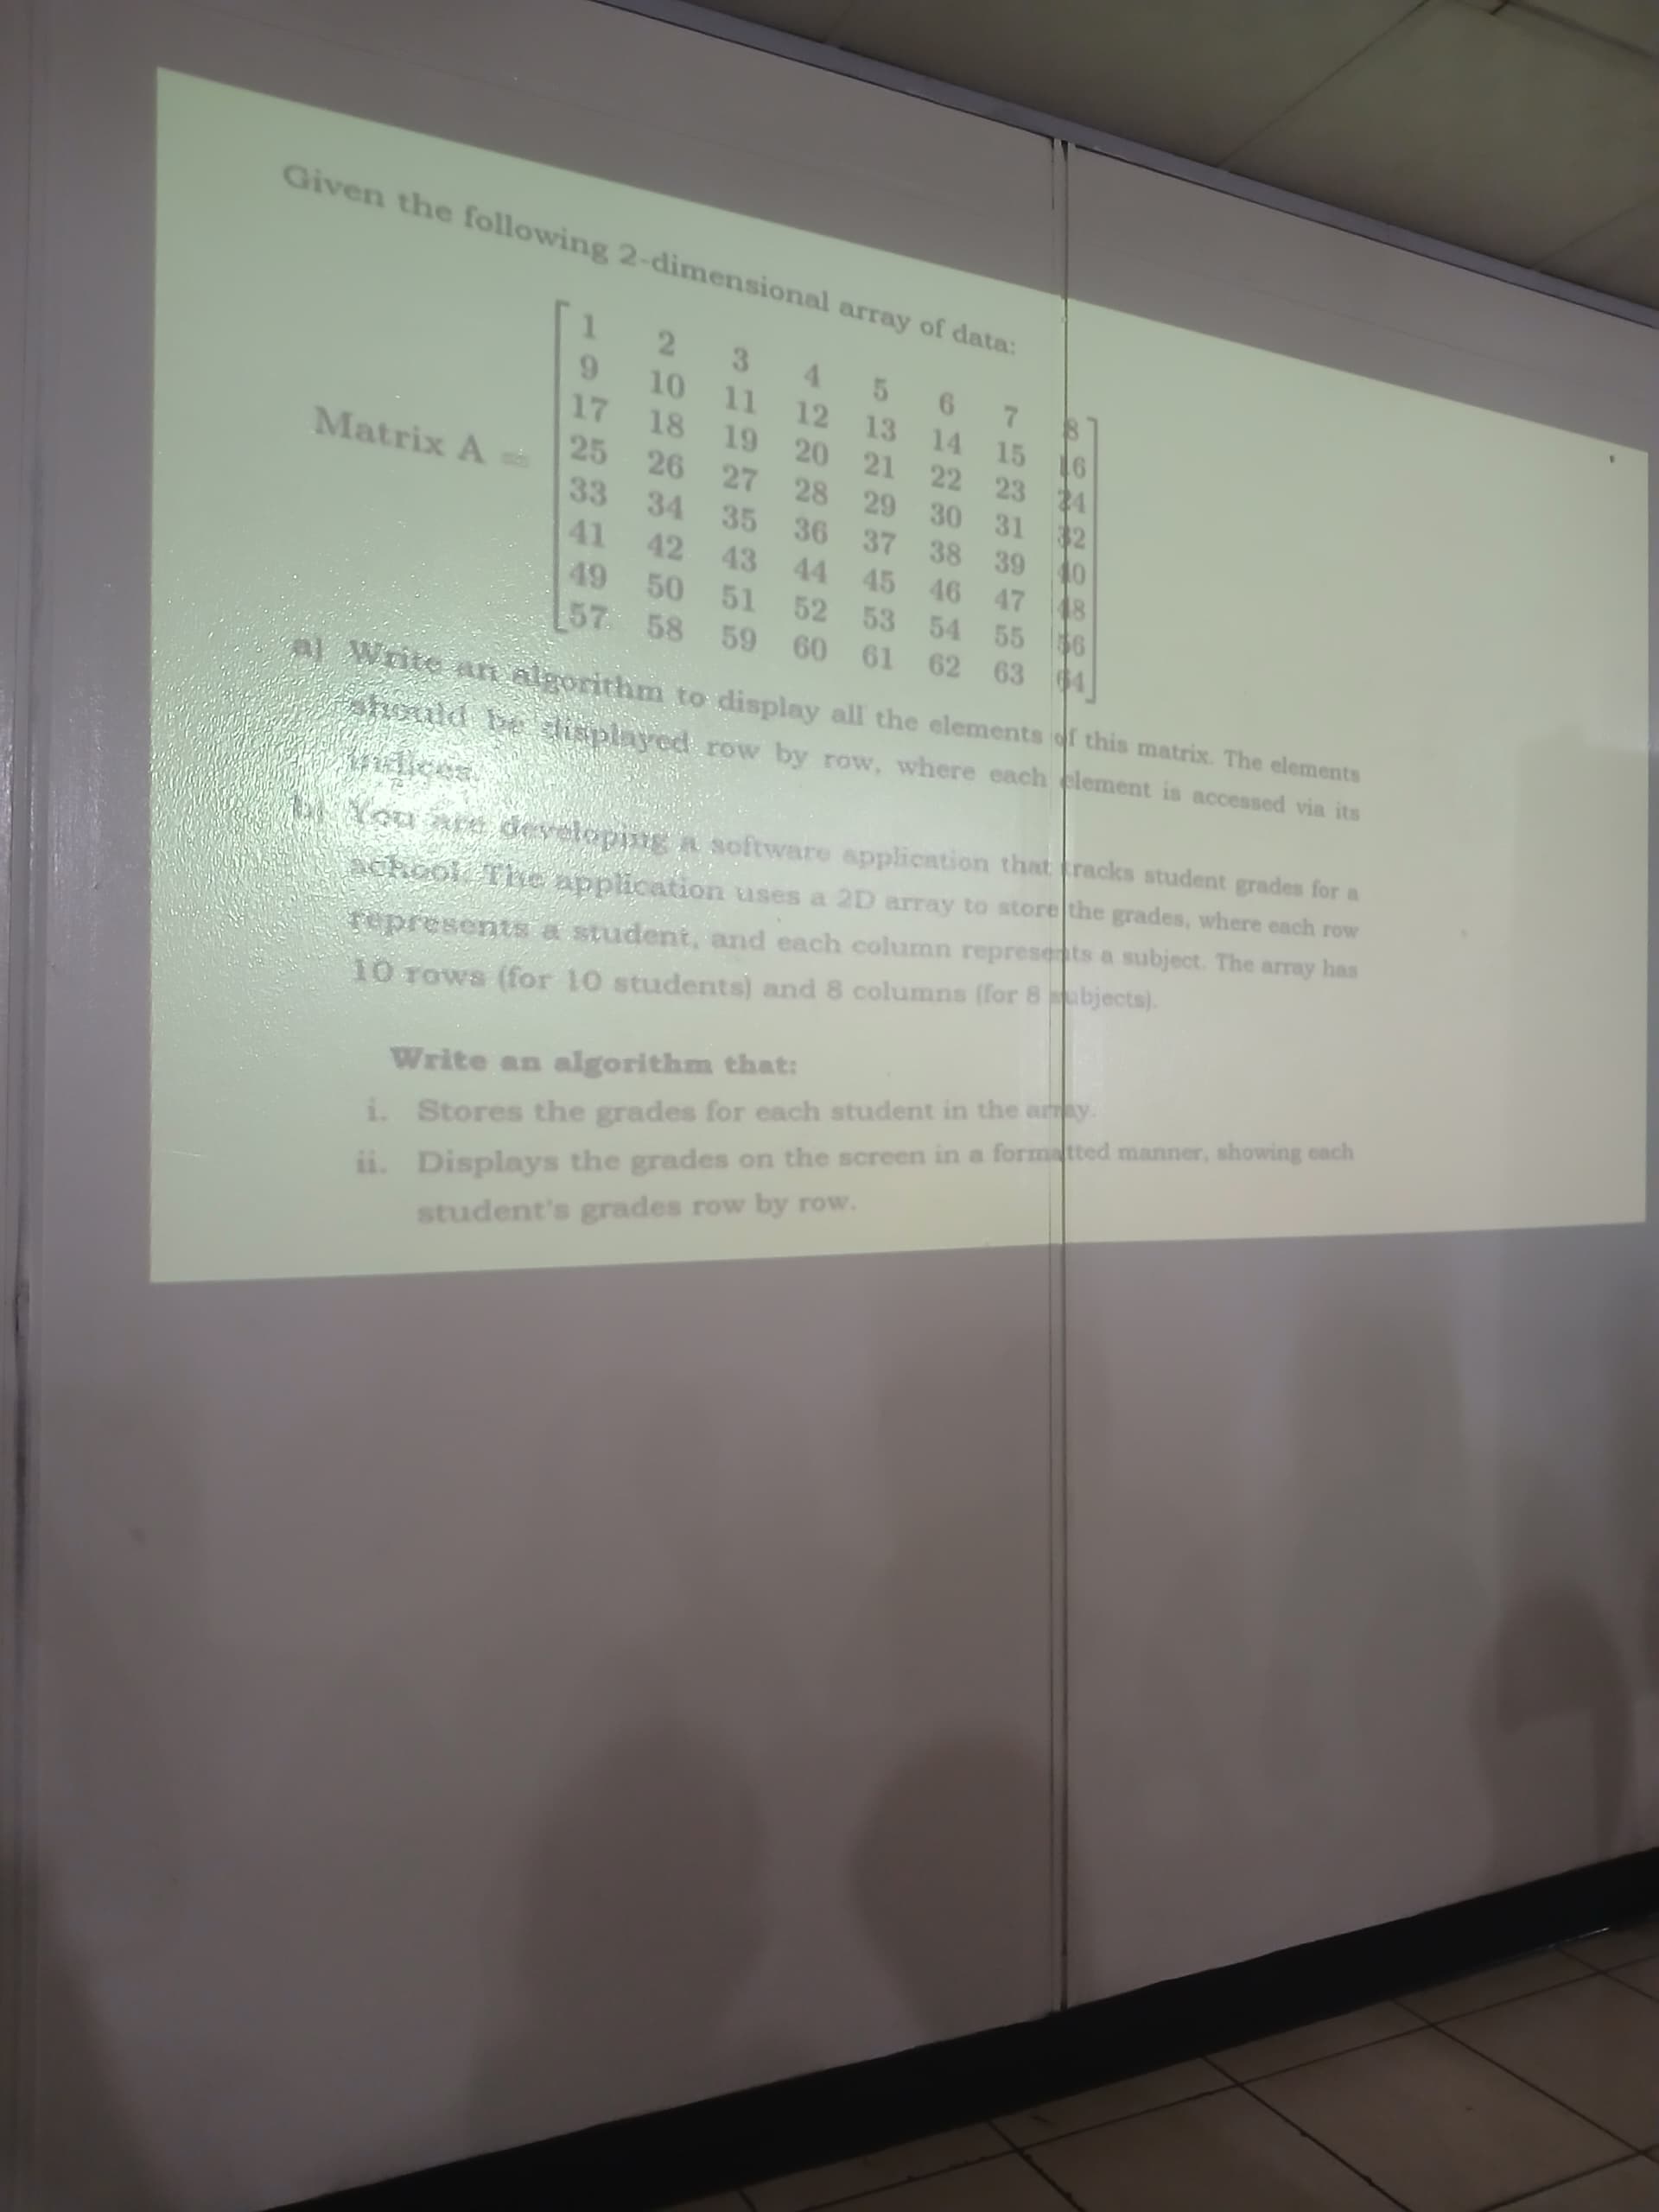 Given the following 2-dimensional array of data:
Matrix A =
1 2 3 4 5 6 7 8
9 10 11 12 13 14 15 16
17 18 19 20 21 22 23 24
25 26 27 28 29 30 31 32
33 34 35 36 37 38 39 40
41 42 43 44 45 46 47 48
49 50 51 52 53 54 55 56
57 58 59 60 61 62 63 64
a) Write an algorithm to display all the elements of this matrix. The elements
should be displayed row by row, where each element is accessed via its
indices.
b) You are developing a software application that tracks student grades for a
school. The application uses a 2D array to store the grades, where each row
represents a student, and each column represents a subject. The array has
10 rows (for 10 students) and 8 columns (for 8 subjects).
Write an algorithm that:
i. Stores the grades for each student in the array.
ii. Displays the grades on the screen in a formatted manner, showing each
student's grades row by row.